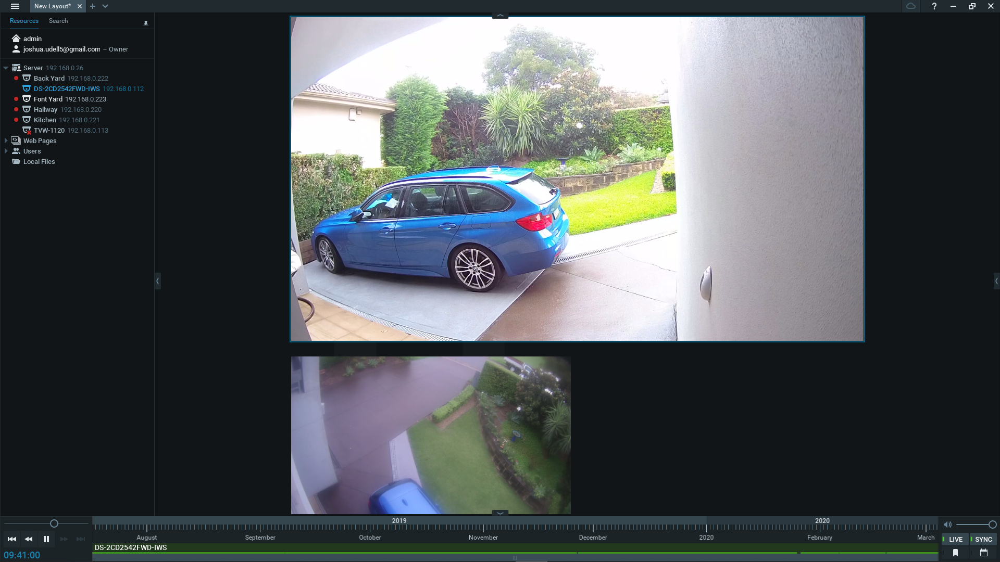 New Layout*
Resources Search
admin
joshua.udell5@gmail.com – Owner
Server 192.168.0.26
Back Yard 192.168.0.222
DS-2CD2542FWD-IWS 192.168.0.112
Font Yard 192.168.0.223
Hallway 192.168.0.220
Kitchen 192.168.0.221
TVW-1120 192.168.0.113
Web Pages
Users
Local Files
2019 2020
August September October November December 2020 February March
DS-2CD2542FWD-IWS
09:41:00
LIVE SYNC